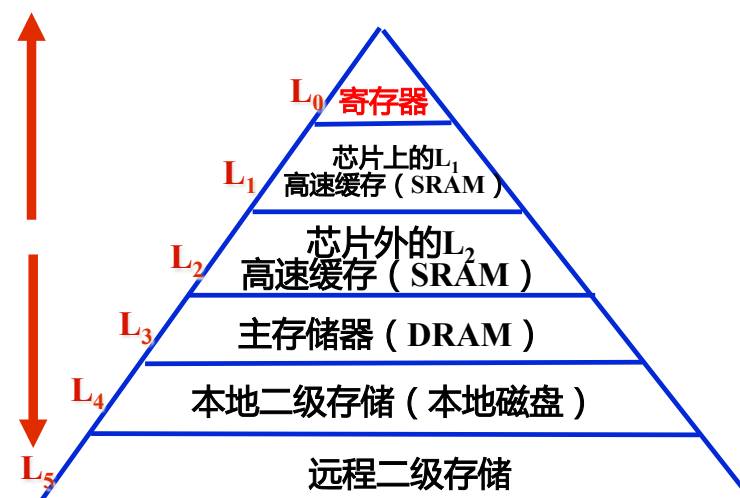 L0 寄存器
L1 芯片上的L1
高速缓存（SRAM）
L2 芯片外的L2
高速缓存（SRAM）
L3 主存储器（DRAM）
L4 本地二级存储（本地磁盘）
L5 远程二级存储